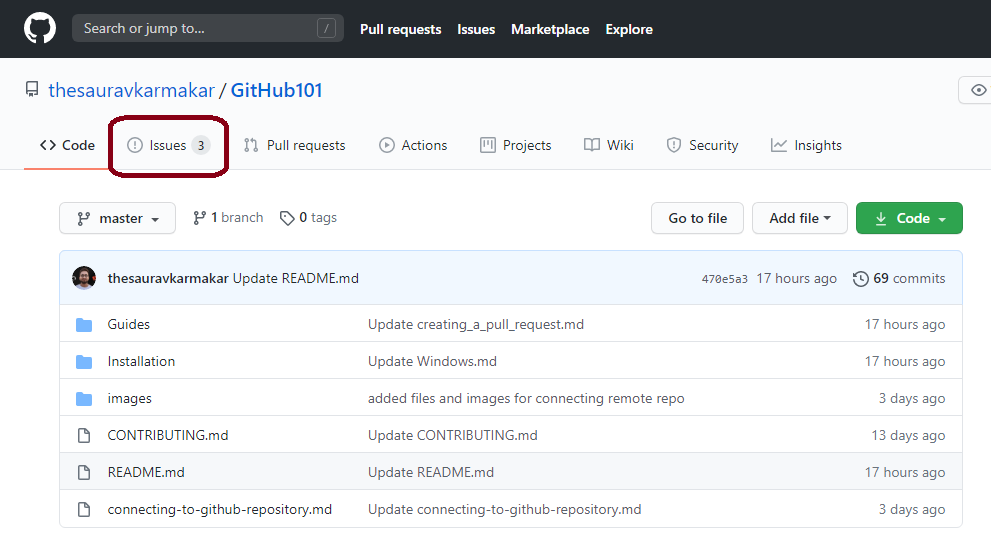 Search or jump to... / Pull requests Issues Marketplace Explore
thesauravkarmakar / GitHub101
Code Issues 3 Pull requests Actions Projects Wiki Security Insights
master 1 branch 0 tags Go to file Add file Code
thesauravkarmakar Update README.md 470e5a3 17 hours ago 69 commits
Guides Update creating_a_pull_request.md 17 hours ago
Installation Update Windows.md 17 hours ago
images added files and images for connecting remote repo 3 days ago
CONTRIBUTING.md Update CONTRIBUTING.md 13 days ago
README.md Update README.md 17 hours ago
connecting-to-github-repository.md Update connecting-to-github-repository.md 3 days ago